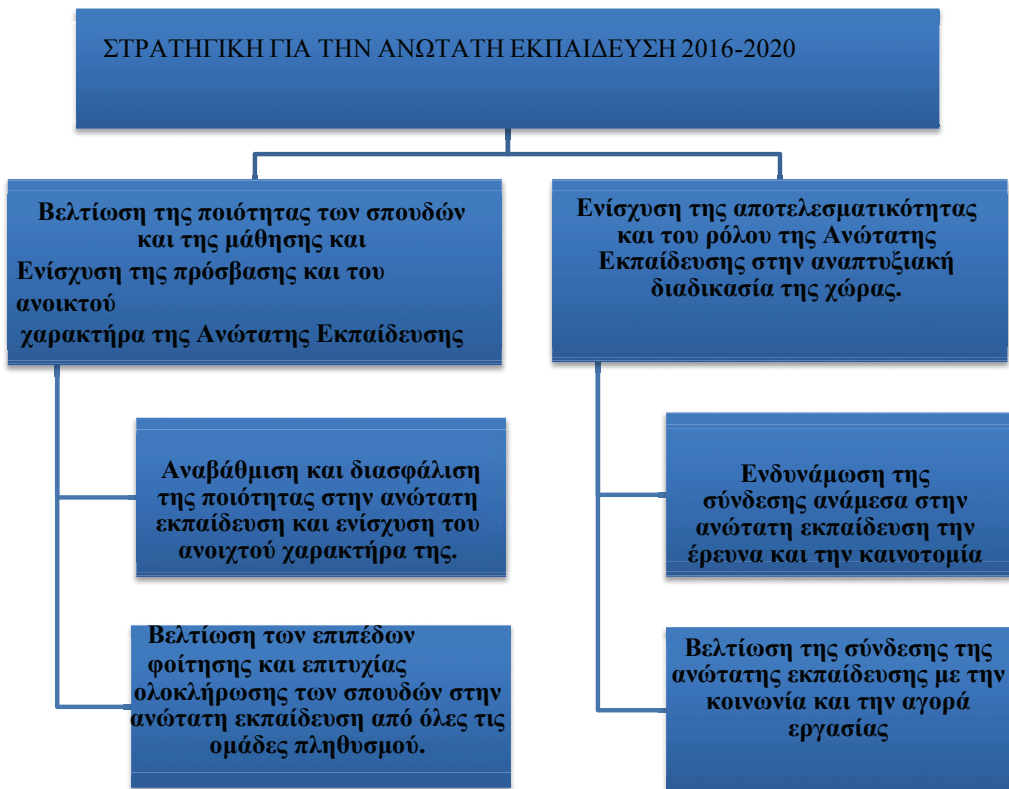 ΣΤΡΑΤΗΓΙΚΗ ΓΙΑ ΤΗΝ ΑΝΩΤΑΤΗ ΕΚΠΑΙΔΕΥΣΗ 2016-2020
Βελτίωση της ποιότητας των σπουδών
και της μάθησης και
Ενίσχυση της πρόσβασης και του
ανοικτού
χαρακτήρα της Ανώτατης Εκπαίδευσης
Αναβάθμιση και διασφάλιση
της ποιότητας στην ανώτατη
εκπαίδευση και ενίσχυση του
ανοιχτού χαρακτήρα της.
Βελτίωση των επιπέδων
φοίτησης και επιτυχίας
ολοκλήρωσης των σπουδών στην
ανώτατη εκπαίδευση από όλες τις
ομάδες πληθυσμού.
Ενίσχυση της αποτελεσματικότητας
και του ρόλου της Ανώτατης
Εκπαίδευσης στην αναπτυξιακή
διαδικασία της χώρας.
Ενδυνάμωση της
σύνδεσης ανάμεσα στην
ανώτατη εκπαίδευση την
έρευνα και την καινοτομία
Βελτίωση της σύνδεσης της
ανώτατης εκπαίδευσης με την
κοινωνία και την αγορά
εργασίας